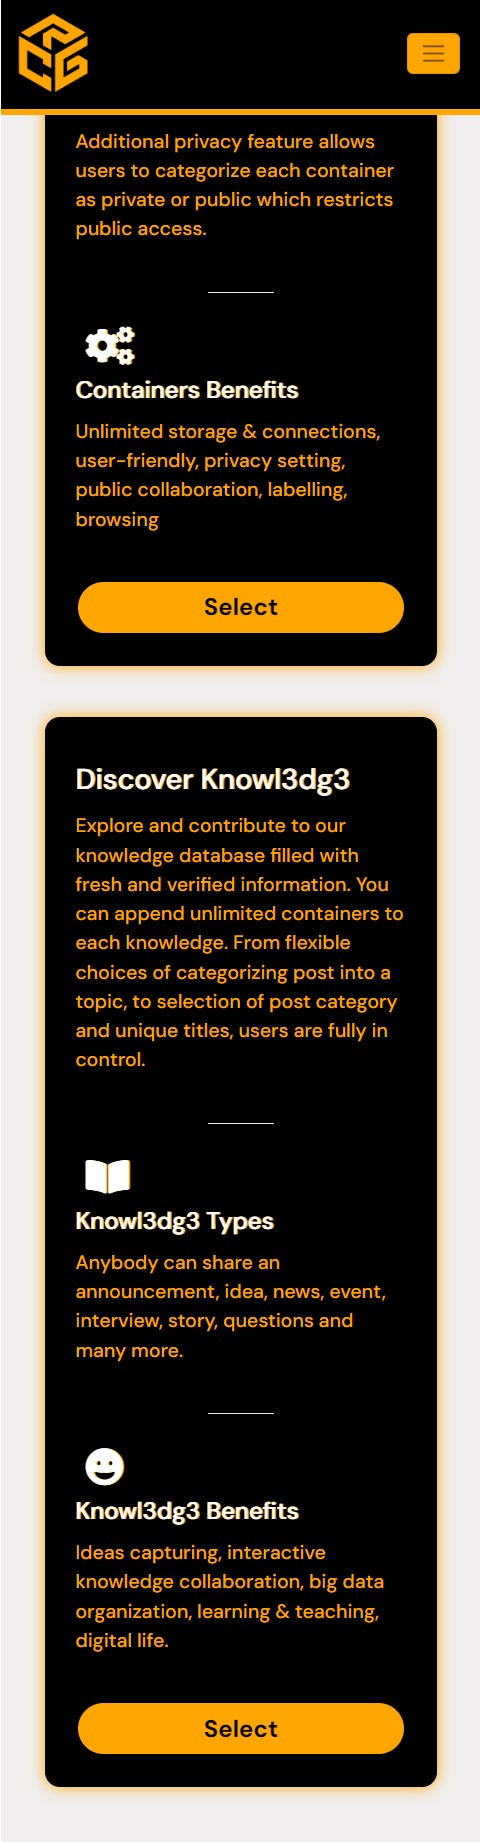 PCG
Additional privacy feature allows
users to categorize each container
as private or public which restricts
public access.
Containers Benefits
Unlimited storage & connections,
user-friendly, privacy setting,
public collaboration, labelling,
browsing
Select
Discover Knowl3dg3
Explore and contribute to our
knowledge database filled with
fresh and verified information. You
can append unlimited containers to
each knowledge. From flexible
choices of categorizing post into a
topic, to selection of post category
and unique titles, users are fully in
control.
Knowl3dg3 Types
Anybody can share an
announcement, idea, news, event,
interview, story, questions and
many more.
Knowl3dg3 Benefits
Ideas capturing, interactive
knowledge collaboration, big data
organization, learning & teaching,
digital life.
Select